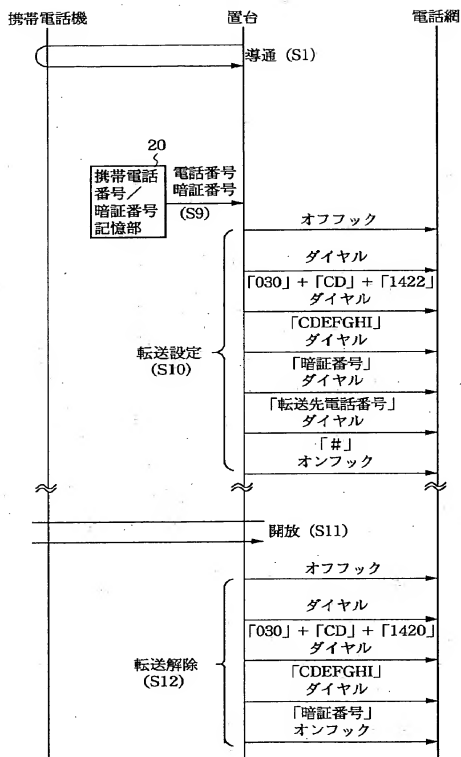 携帯電話機
置台
電話網
導通 (S1)
20
携帯電話
番号／
暗証番号
記憶部
電話番号
暗証番号
(S9)
オフフック
ダイヤル
「030」+「CD」+「1422」
ダイヤル
「CDEFGHI」
ダイヤル
「暗証番号」
ダイヤル
「転送先電話番号」
ダイヤル
「#」
オンフック
転送設定
(S10)
開放 (S11)
オフフック
ダイヤル
「030」+「CD」+「1420」
ダイヤル
「CDEFGHI」
ダイヤル
「暗証番号」
オンフック
転送解除
(S12)